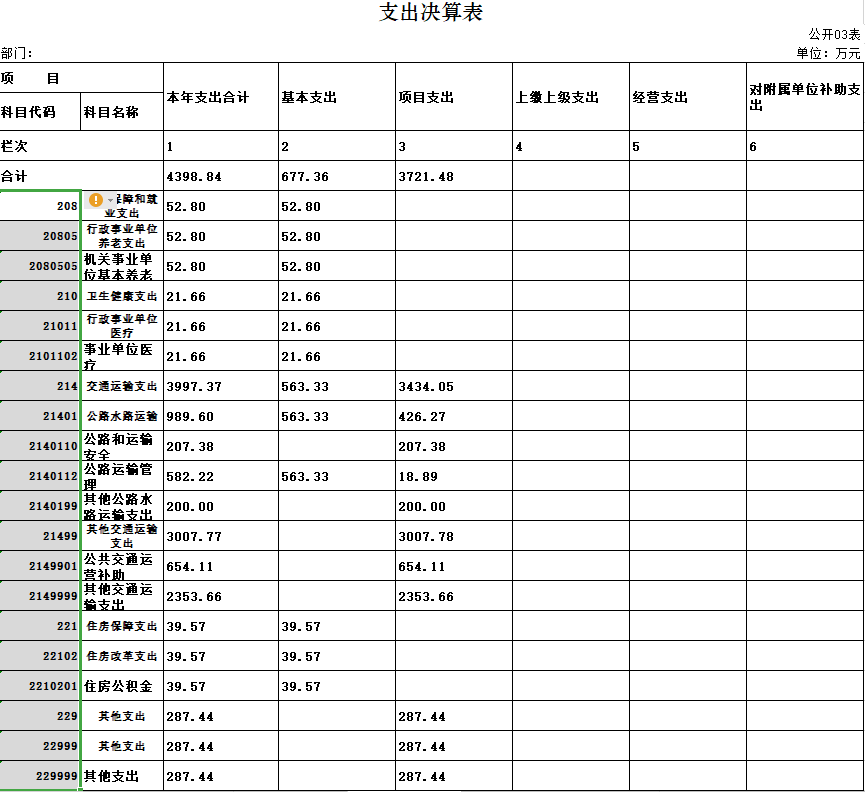 支出决算表
公开03表
部门： 单位：万元
项 目 本年支出合计 基本支出 项目支出 上缴上级支出 经营支出 对附属单位补助支出
科目代码 科目名称
栏次 1 2 3 4 5 6
合计 4398.84 677.36 3721.48
208 保障和就业支出 52.80 52.80
20805 行政事业单位养老支出 52.80 52.80
2080505 机关事业单位基本养老 52.80 52.80
210 卫生健康支出 21.66 21.66
21011 行政事业单位医疗 21.66 21.66
2101102 事业单位医疗 21.66 21.66
214 交通运输支出 3997.37 563.33 3434.05
21401 公路水路运输 989.60 563.33 426.27
2140110 公路和运输安全 207.38 207.38
2140112 公路运输管理 582.22 563.33 18.89
2140199 其他公路水路运输支出 200.00 200.00
21499 其他交通运输支出 3007.77 3007.78
2149901 公共交通运营补助 654.11 654.11
2149999 其他交通运输支出 2353.66 2353.66
221 住房保障支出 39.57 39.57
22102 住房改革支出 39.57 39.57
2210201 住房公积金 39.57 39.57
229 其他支出 287.44 287.44
22999 其他支出 287.44 287.44
229999 其他支出 287.44 287.44